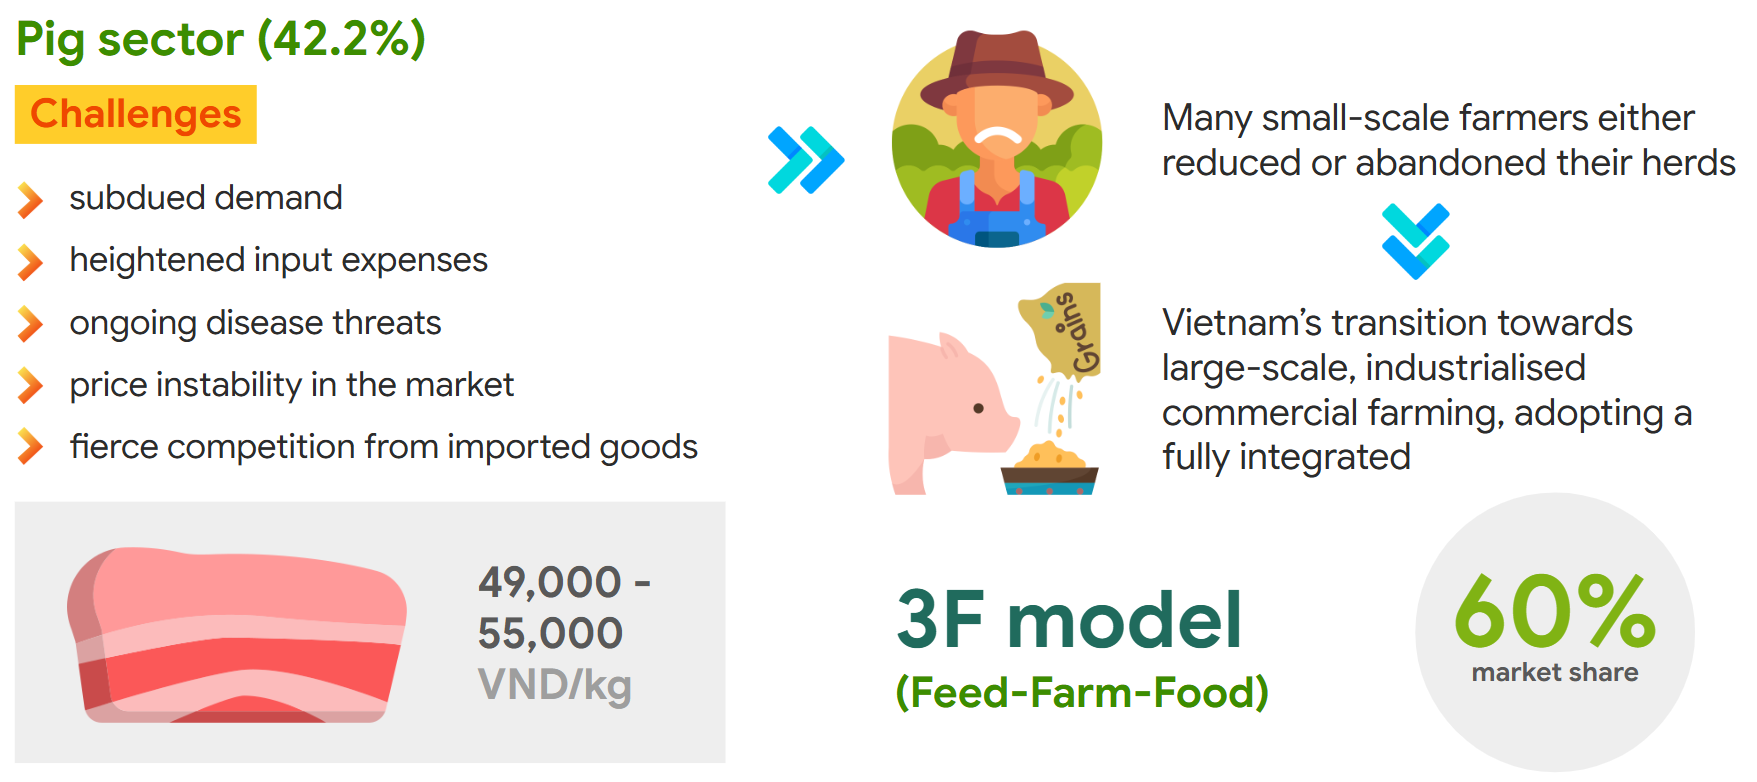 Pig sector (42.2%)
Challenges
subdued demand
heightened input expenses
ongoing disease threats
price instability in the market
fierce competition from imported goods
49,000 -
55,000
VND/kg
Many small-scale farmers either
reduced or abandoned their herds
Grains
Vietnam’s transition towards
large-scale, industrialised
commercial farming, adopting a
fully integrated
3F model
(Feed-Farm-Food)
60%
market share